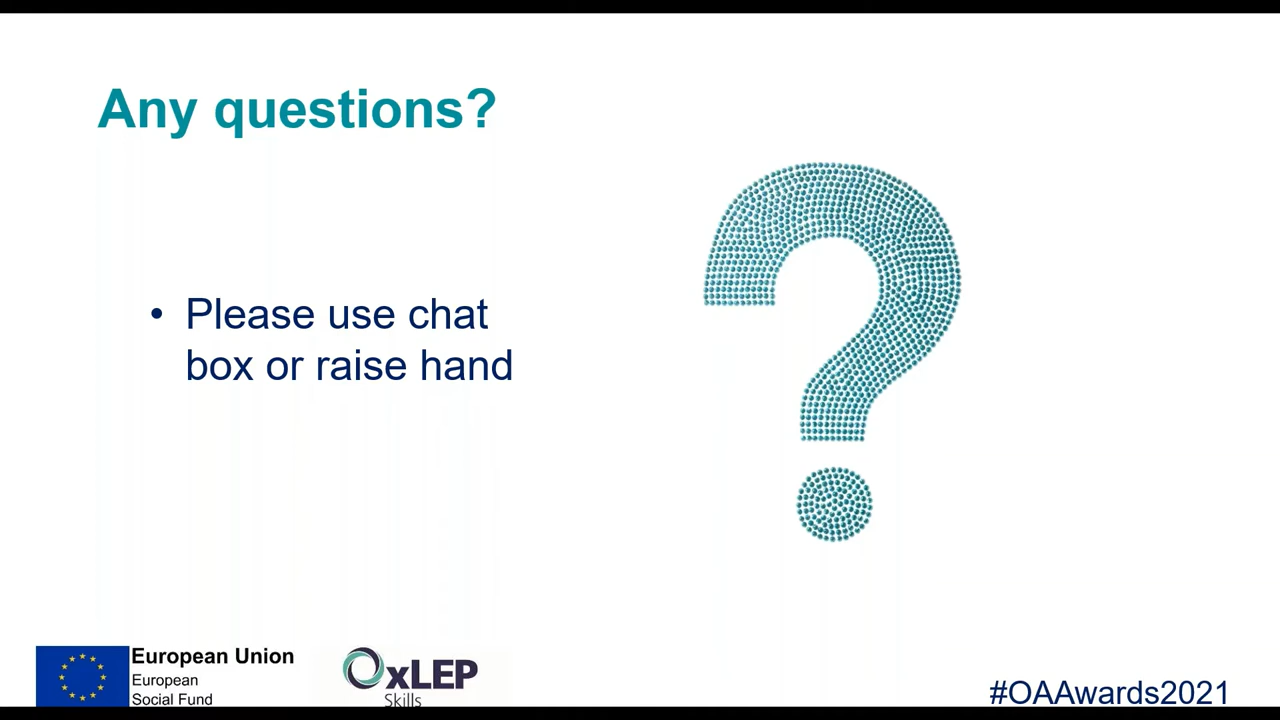 Any questions?
• Please use chat
box or raise hand
European Union
European
Social Fund
OxLEP
Skills
#OAAwards2021